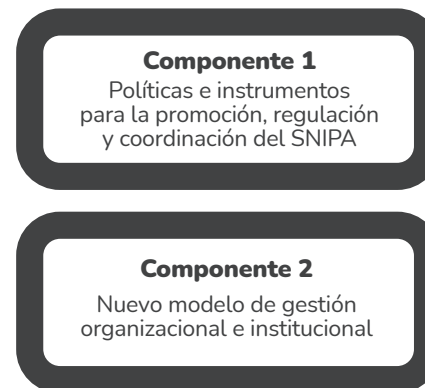 Componente 1
Políticas e instrumentos
para la promoción, regulación
y coordinación del SNIPA
Componente 2
Nuevo modelo de gestión
organizacional e institucional